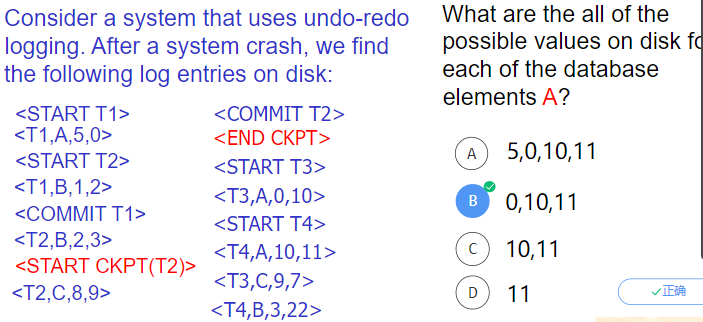 Consider a system that uses undo-redo
logging. After a system crash, we find
the following log entries on disk:
<START T1>
<T1,A,5,0>
<START T2>
<T1,B,1,2>
<COMMIT T1>
<T2,B,2,3>
<START CKPT(T2)>
<T2,C,8,9>
<COMMIT T2>
<END CKPT>
<START T3>
<T3,A,0,10>
<START T4>
<T4,A,10,11>
<T3,C,9,7>
<T4,B,3,22>
What are the all of the
possible values on disk fo
each of the database
elements A?
A 5,0,10,11
B 0,10,11
C 10,11
D 11
正确